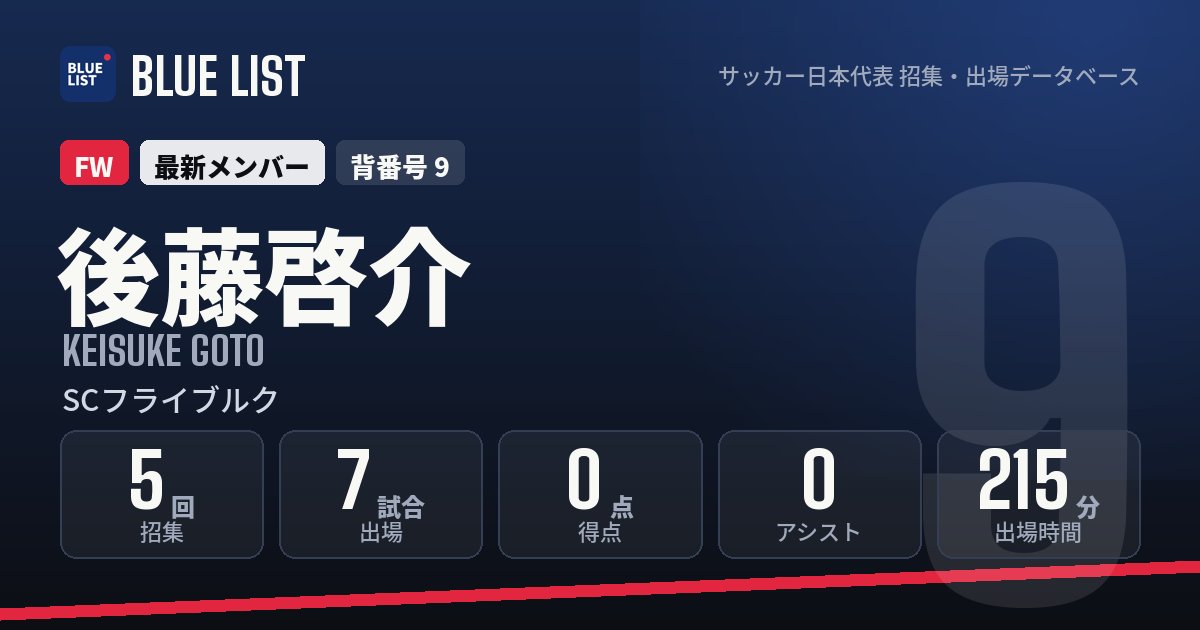 BLUE LIST
BLUE LIST
サッカー日本代表 招集・出場データベース
FW
最新メンバー
背番号 9
後藤啓介
KEISUKE GOTO
SCフライブルク
9
5回
招集
7試合
出場
0点
得点
0
アシスト
215分
出場時間